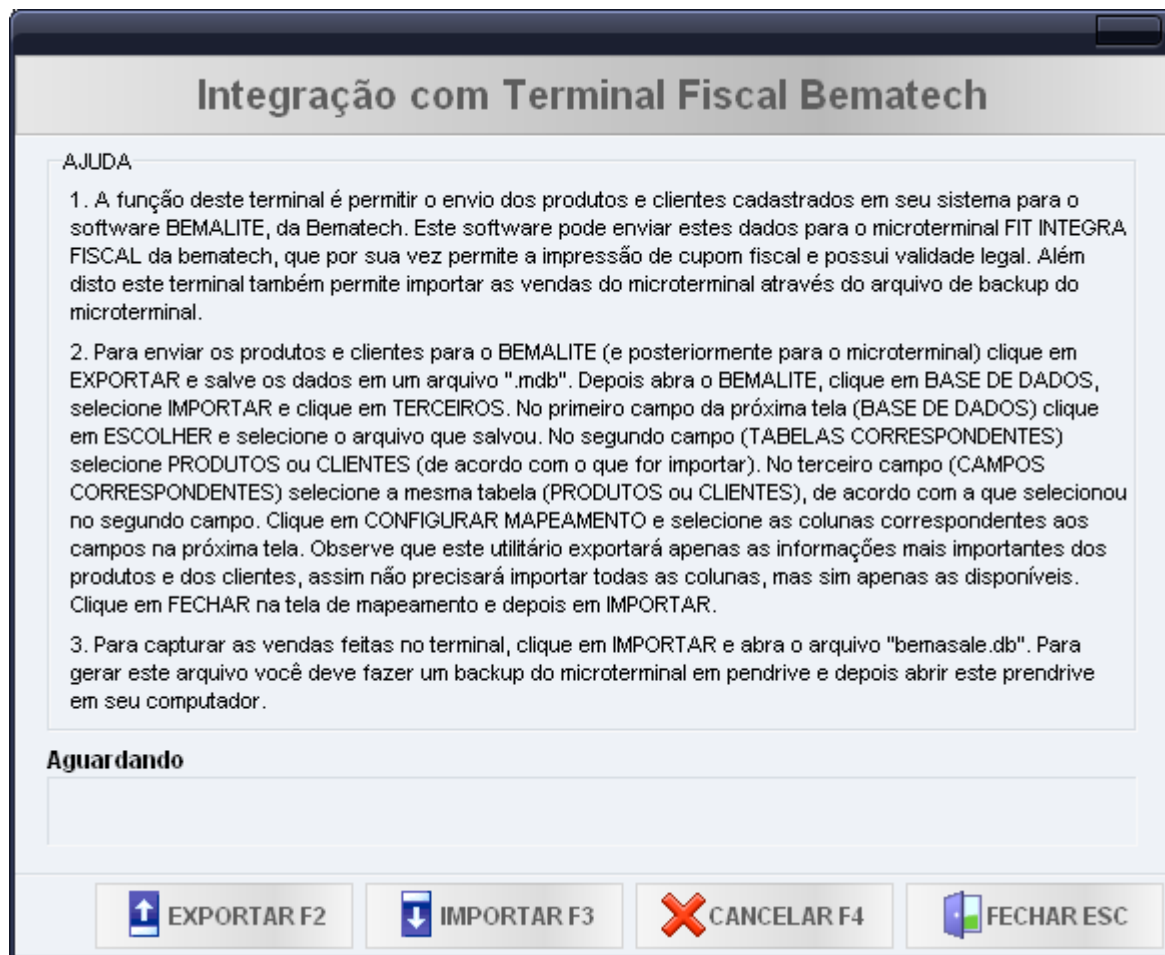 Integração com Terminal Fiscal Bematech
AJUDA
1. A função deste terminal é permitir o envio dos produtos e clientes cadastrados em seu sistema para o
software BEMALITE, da Bematech. Este software pode enviar estes dados para o microterminal FIT INTEGRA
FISCAL da bematech, que por sua vez permite a impressão de cupom fiscal e possui validade legal. Além
disto este terminal também permite importar as vendas do microterminal através do arquivo de backup do
microterminal.
2. Para enviar os produtos e clientes para o BEMALITE (e posteriormente para o microterminal) clique em
EXPORTAR e salve os dados em um arquivo ".mdb". Depois abra o BEMALITE, clique em BASE DE DADOS,
selecione IMPORTAR e clique em TERCEIROS. No primeiro campo da próxima tela (BASE DE DADOS) clique
em ESCOLHER e selecione o arquivo que salvou. No segundo campo (TABELAS CORRESPONDENTES)
selecione PRODUTOS ou CLIENTES (de acordo com o que for importar). No terceiro campo (CAMPOS
CORRESPONDENTES) selecione a mesma tabela (PRODUTOS ou CLIENTES), de acordo com a que selecionou
no segundo campo. Clique em CONFIGURAR MAPEAMENTO e selecione as colunas correspondentes aos
campos na próxima tela. Observe que este utilitário exportará apenas as informações mais importantes dos
produtos e dos clientes, assim não precisará importar todas as colunas, mas sim apenas as disponíveis.
Clique em FECHAR na tela de mapeamento e depois em IMPORTAR.
3. Para capturar as vendas feitas no terminal, clique em IMPORTAR e abra o arquivo "bemasale.db". Para
gerar este arquivo você deve fazer um backup do microterminal em pendrive e depois abrir este prendrive
em seu computador.
Aguardando
EXPORTAR F2 IMPORTAR F3 CANCELAR F4 FECHAR ESC